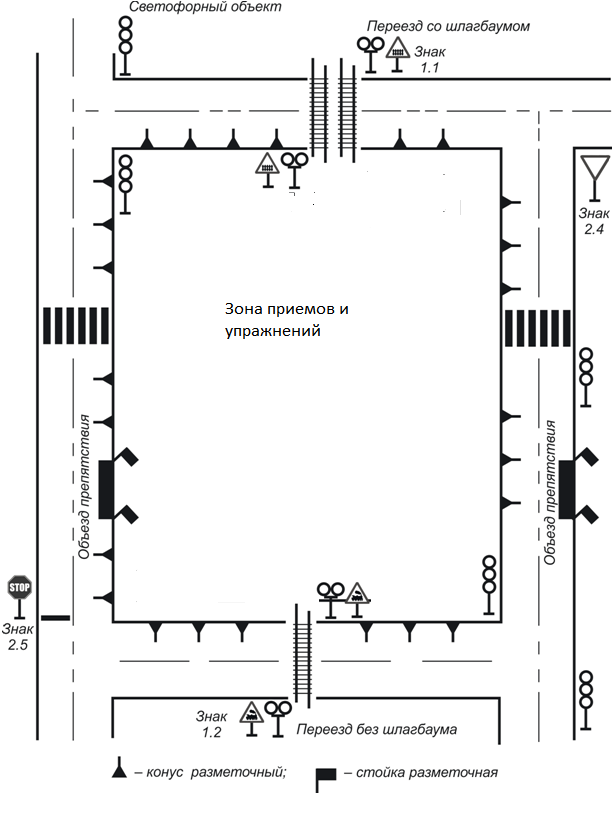 Светофорный объект
Переезд со шлагбаумом
Знак
1.1
Знак
2.4
Зона приемов и
упражнений
Объезд препятствия
Объезд препятствия
STOP
Знак
2.5
Знак
1.2
Переезд без шлагбаума
– конус разметочный;
– стойка разметочная